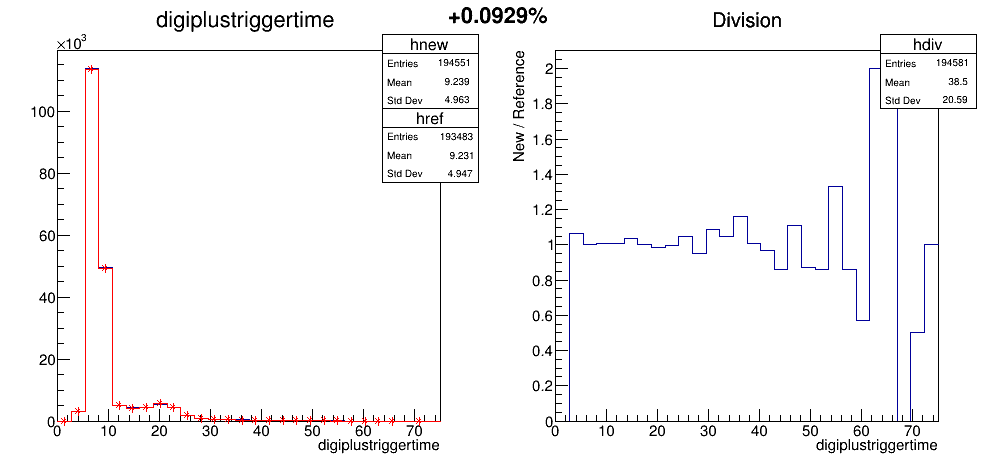 digiplustriggertime
+0.0929%
Division
×10³
hnew
Entries 194551
Mean 9.239
Std Dev 4.963
href
Entries 193483
Mean 9.231
Std Dev 4.947
100
80
60
40
20
0
0 10 20 30 40 50 60 70
digiplustriggertime
hdiv
Entries 194581
Mean 38.5
Std Dev 20.59
New / Reference
2
1.8
1.6
1.4
1.2
1
0.8
0.6
0.4
0.2
0
0 10 20 30 40 50 60 70
digiplustriggertime